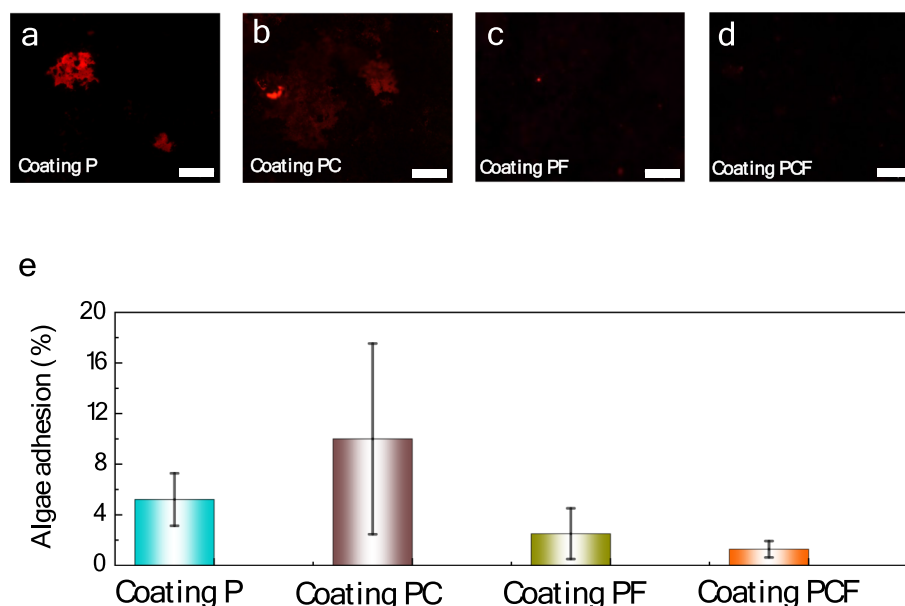 a
b
c
d
Coating P
Coating PC
Coating PF
Coating PCF
e
Algae adhesion (%)
20
16
12
8
4
0
Coating P
Coating PC
Coating PF
Coating PCF